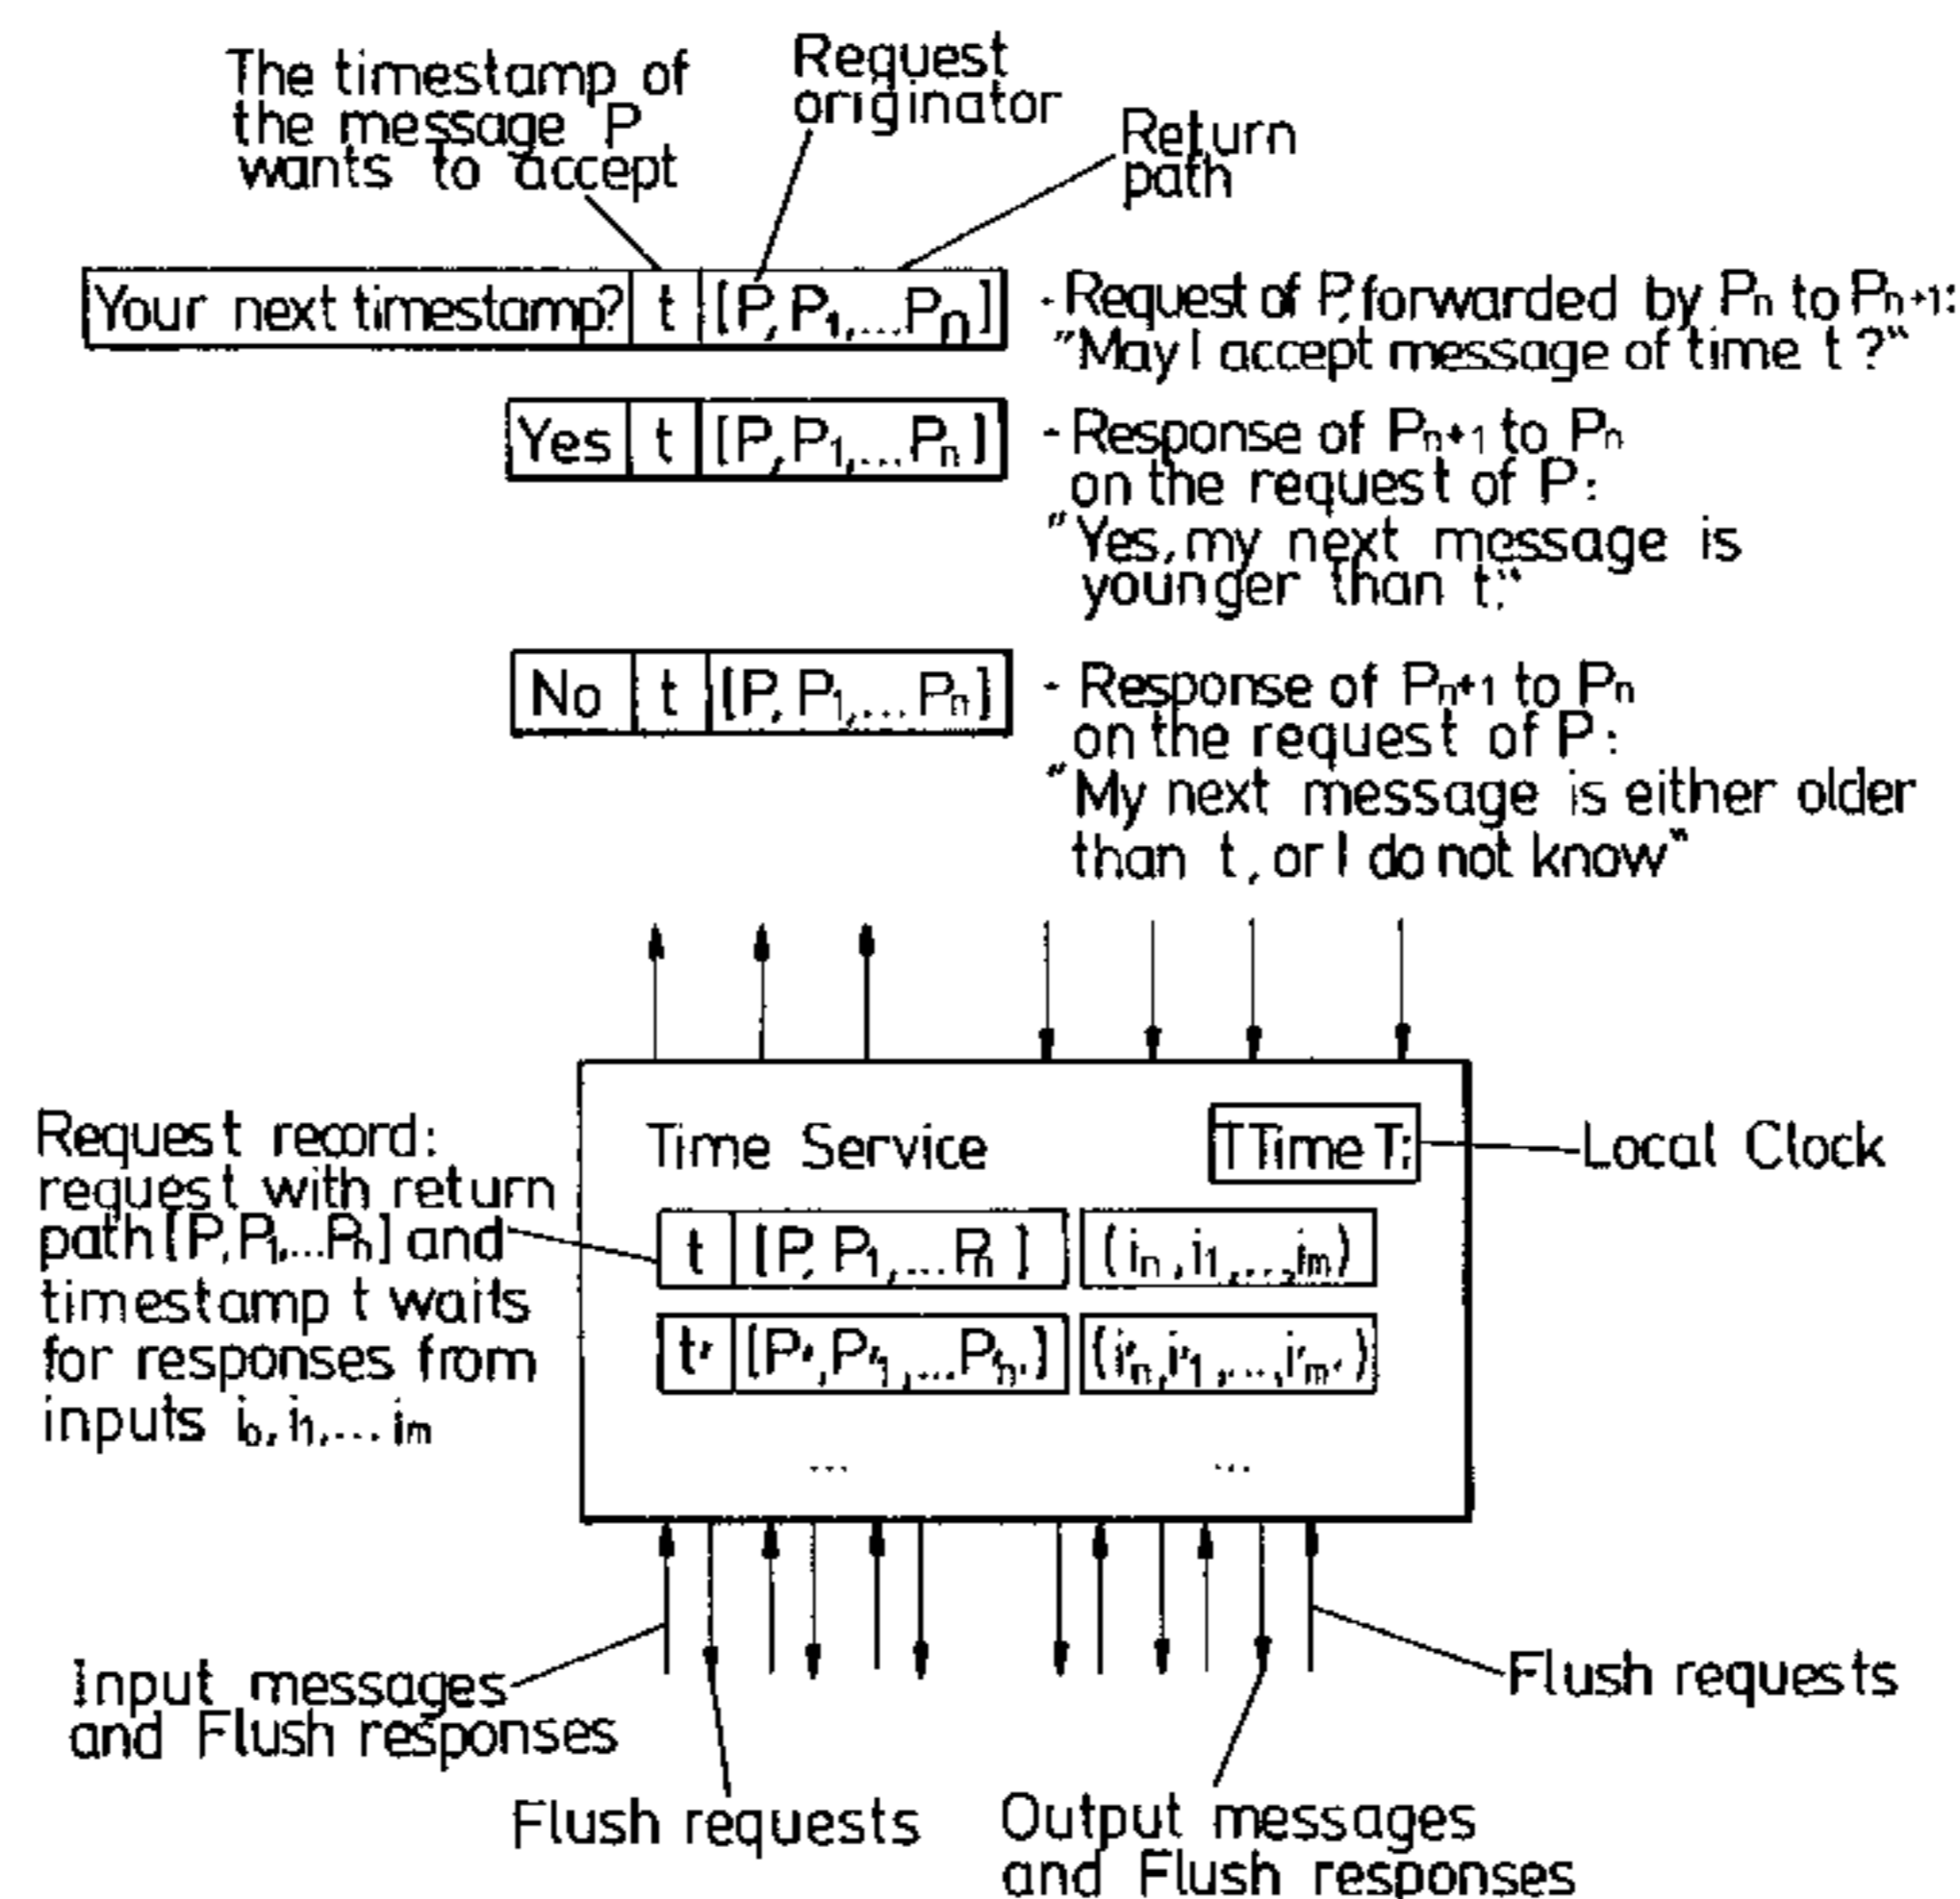 The timestamp of
the message P
wants to accept
Request
originator
Return
path
Your next timestamp? t [P, P₁,... Pₙ]
- Request of P, forwarded by Pₙ to Pₙ₊₁:
"May I accept message of time t ?"
Yes t [P, P₁,... Pₙ]
- Response of Pₙ₊₁ to Pₙ
on the request of P:
"Yes, my next message is
younger than t."
No t [P, P₁,... Pₙ]
- Response of Pₙ₊₁ to Pₙ
on the request of P:
"My next message is either older
than t, or I do not know"
Time Service
TTime T:
Local Clock
Request record:
request with return
path [P, P₁,... Pₙ] and
timestamp t waits
for responses from
inputs i₀, i₁,... iₘ
t [P, P₁,... Pₙ] (iₙ, i₁,..., iₘ)
t' [P', P'₁,... P'ₙ'] (i'ₙ, i'₁,..., i'ₘ')
... ...
Input messages
and Flush responses
Flush requests
Output messages
and Flush responses
Flush requests